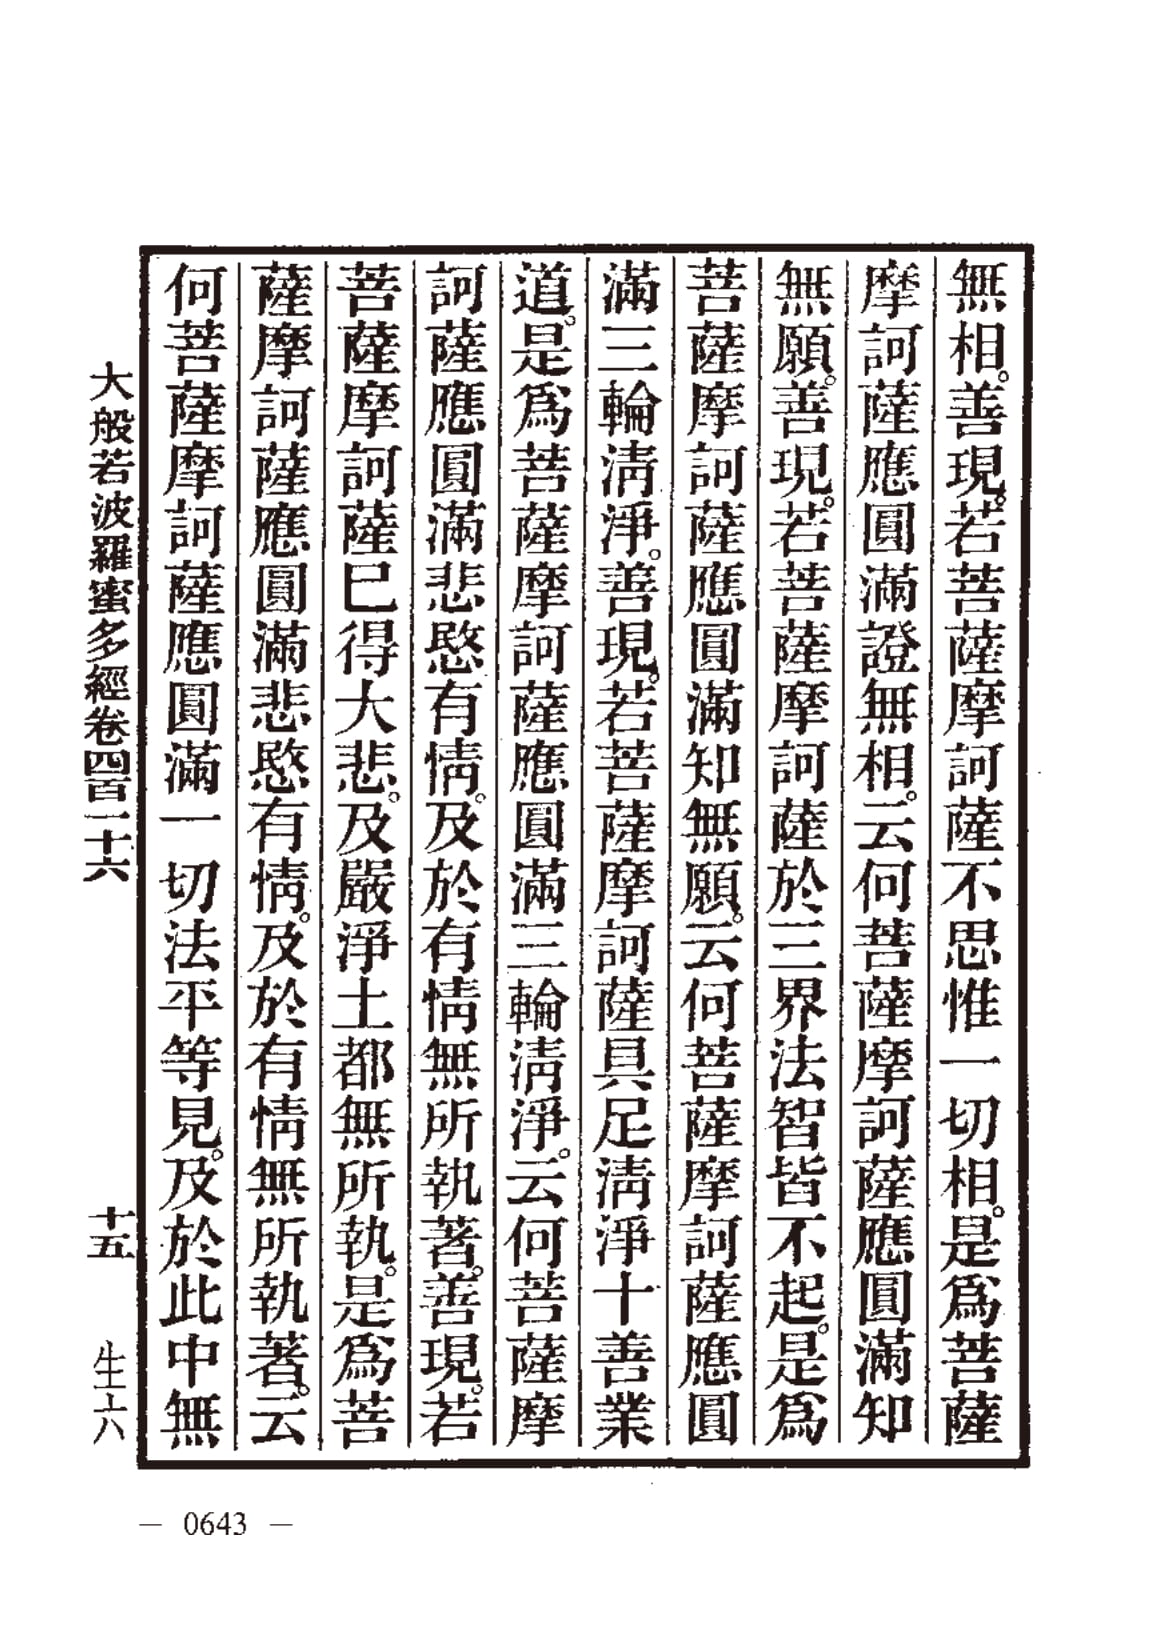 無相。善現。若菩薩摩訶薩不思惟一切相。是爲菩薩
摩訶薩應圓滿證無相。云何菩薩摩訶薩應圓滿知
無願。善現。若菩薩摩訶薩於三界法智皆不起。是爲
菩薩摩訶薩應圓滿知無願。云何菩薩摩訶薩應圓
滿三輪清淨。善現。若菩薩摩訶薩具足清淨十善業
道。是爲菩薩摩訶薩應圓滿三輪清淨。云何菩薩摩
訶薩應圓滿悲愍有情。及於有情無所執著。善現。若
菩薩摩訶薩已得大悲。及嚴淨土都無所執。是爲菩
薩摩訶薩應圓滿悲愍有情。及於有情無所執著。云
何菩薩摩訶薩應圓滿一切法平等見。及於此中無
大般若波羅蜜多經卷四百一十六 十五 生六
— 0643 —